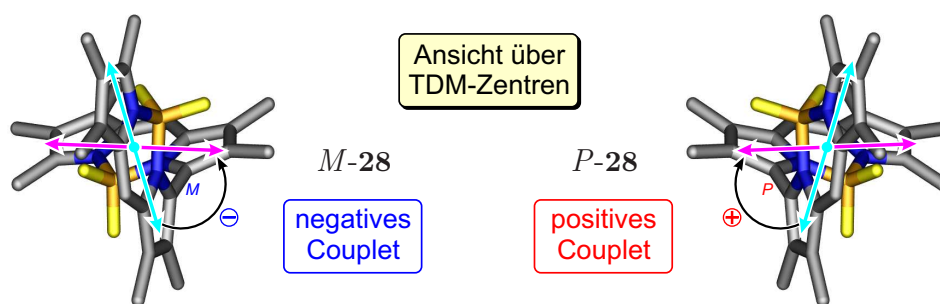 Ansicht über
TDM-Zentren
M-28
P-28
M
P
⊖
⊕
negatives
Couplet
positives
Couplet